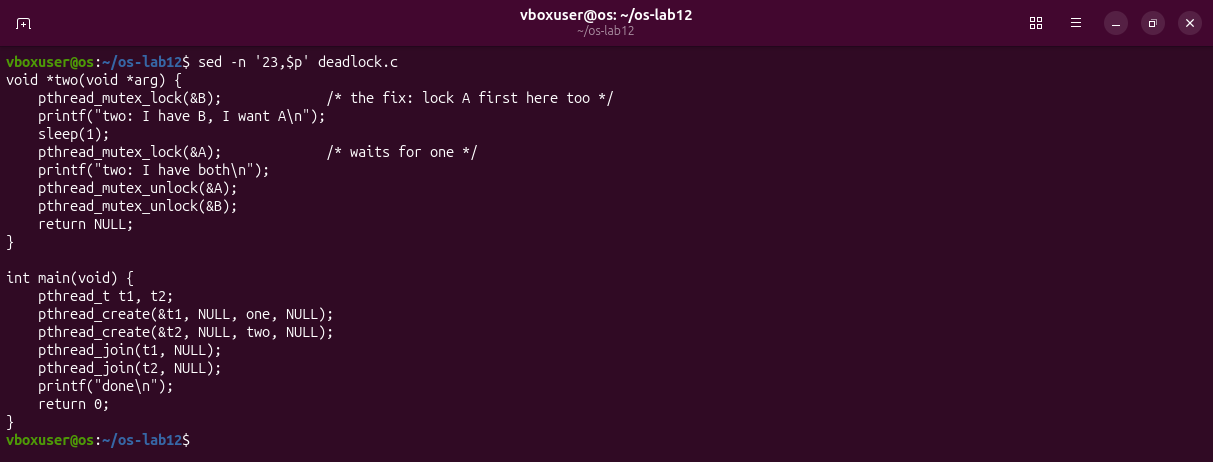 vboxuser@os: ~/os-lab12
~/os-lab12
vboxuser@os:~/os-lab12$ sed -n '23,$p' deadlock.c
void *two(void *arg) {
    pthread_mutex_lock(&B);             /* the fix: lock A first here too */
    printf("two: I have B, I want A\n");
    sleep(1);
    pthread_mutex_lock(&A);             /* waits for one */
    printf("two: I have both\n");
    pthread_mutex_unlock(&A);
    pthread_mutex_unlock(&B);
    return NULL;
}

int main(void) {
    pthread_t t1, t2;
    pthread_create(&t1, NULL, one, NULL);
    pthread_create(&t2, NULL, two, NULL);
    pthread_join(t1, NULL);
    pthread_join(t2, NULL);
    printf("done\n");
    return 0;
}
vboxuser@os:~/os-lab12$